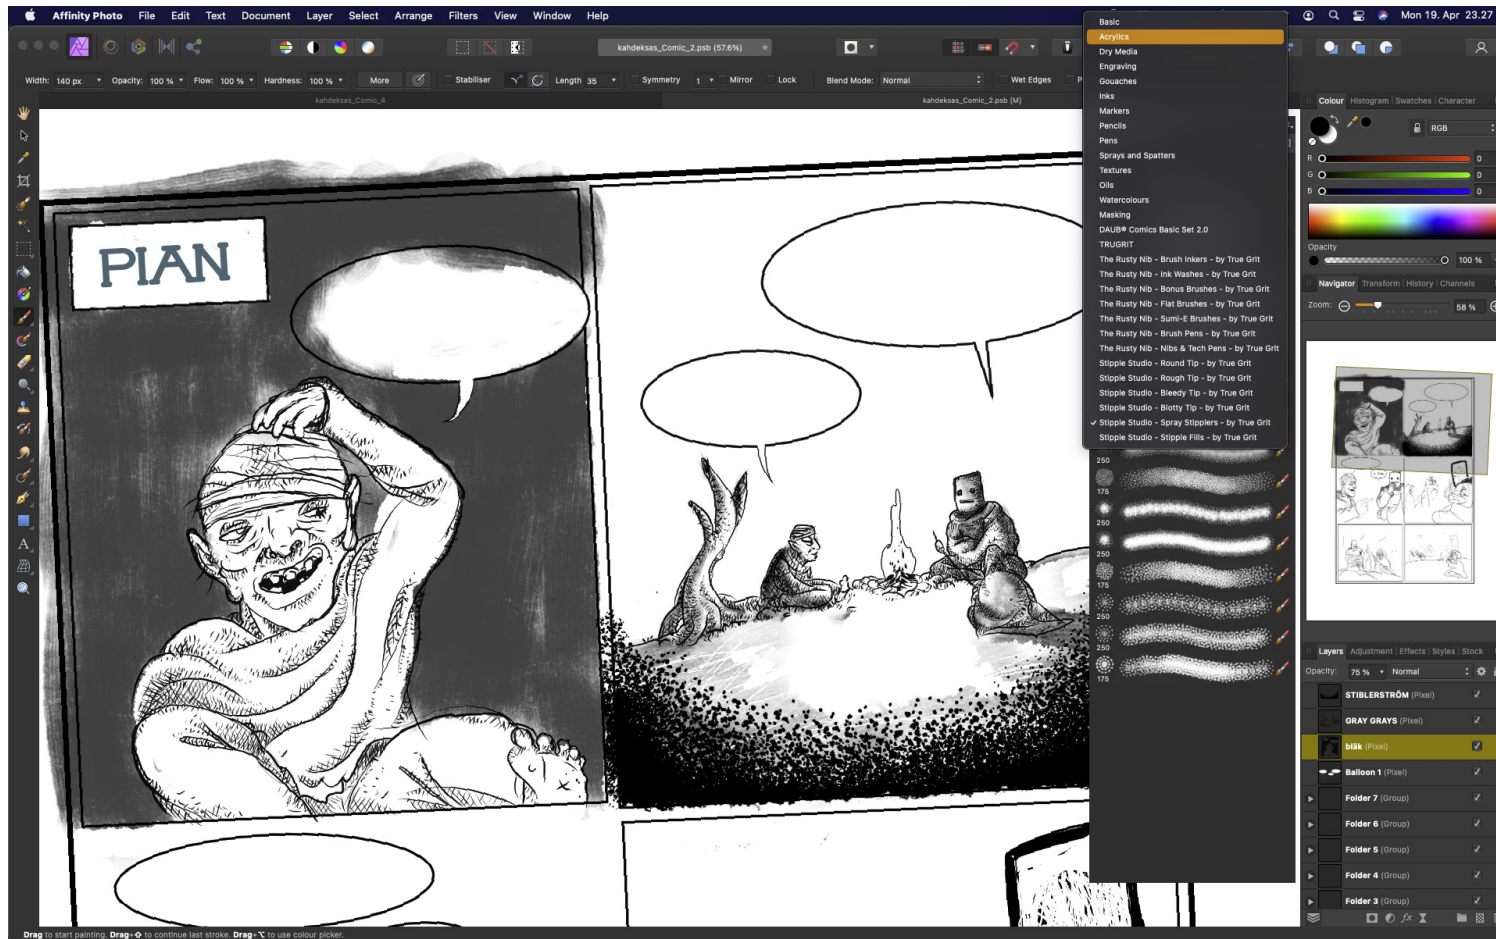 Affinity Photo File Edit Text Document Layer Select Arrange Filters View Window Help
Mon 19. Apr 23.27
kahdeksas_Comic_2.psb (57.6%)
Width: 140 px Opacity: 100 % Flow: 100 % Hardness: 100 % More Stabiliser Length 35 Symmetry 1 Mirror Lock Blend Mode: Normal Wet Edges P
kahdeksas_Comic_4
kahdeksas_Comic_2.psb [M]
PIAN
Basic
Acrylics
Dry Media
Engraving
Gouaches
Inks
Markers
Pencils
Pens
Sprays and Spatters
Textures
Oils
Watercolours
Masking
DAUB® Comics Basic Set 2.0
TRUGRIT
The Rusty Nib - Brush Inkers - by True Grit
The Rusty Nib - Ink Washes - by True Grit
The Rusty Nib - Bonus Brushes - by True Grit
The Rusty Nib - Flat Brushes - by True Grit
The Rusty Nib - Sumi-E Brushes - by True Grit
The Rusty Nib - Brush Pens - by True Grit
The Rusty Nib - Nibs & Tech Pens - by True Grit
Stipple Studio - Round Tip - by True Grit
Stipple Studio - Rough Tip - by True Grit
Stipple Studio - Bleedy Tip - by True Grit
Stipple Studio - Blotty Tip - by True Grit
✓ Stipple Studio - Spray Stipplers - by True Grit
Stipple Studio - Stipple Fills - by True Grit
250
175
250
250
175
250
250
175
Colour Histogram Swatches Character
RGB
R 0
G 0
B 0
Opacity
100 %
Navigator Transform History Channels
Zoom: 58 %
Layers Adjustment Effects Styles Stock
Opacity: 75 % Normal
STIBLERSTRÖM (Pixel)
GRAY GRAYS (Pixel)
bläk (Pixel)
Balloon 1 (Pixel)
Folder 7 (Group)
Folder 6 (Group)
Folder 5 (Group)
Folder 4 (Group)
Folder 3 (Group)
fx
Drag to start painting. Drag+⇧ to continue last stroke. Drag+⌥ to use colour picker.